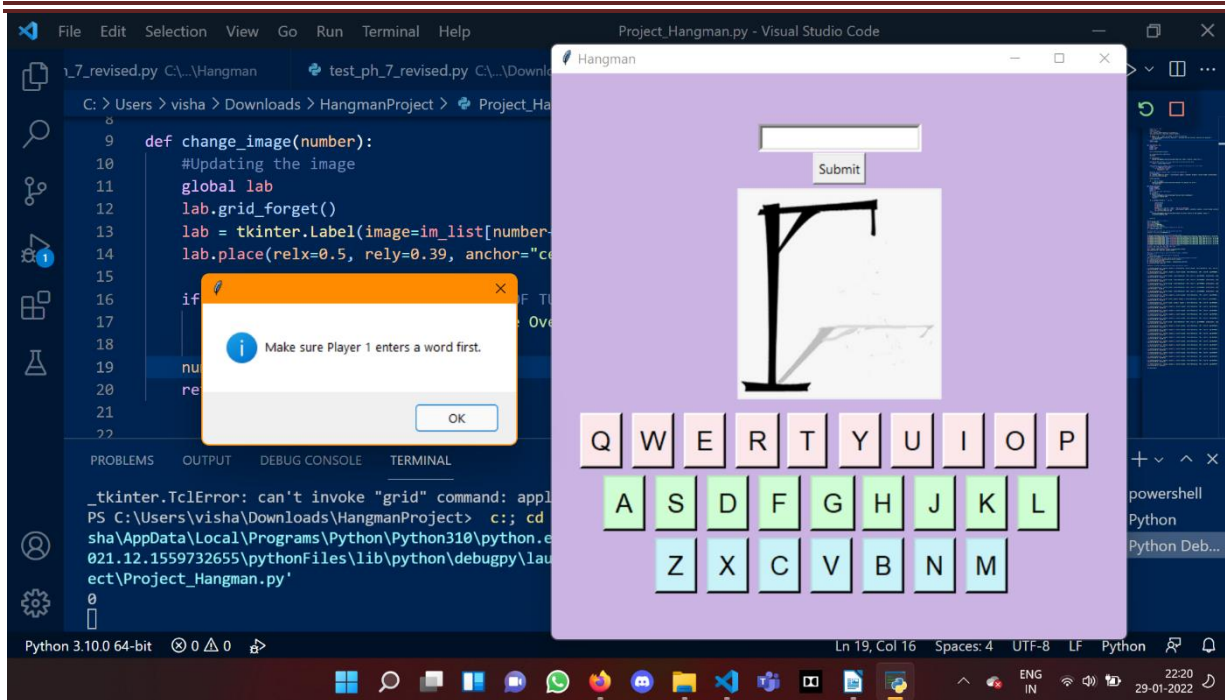 File Edit Selection View Go Run Terminal Help
Project_Hangman.py - Visual Studio Code
_7_revised.py C:\...\Hangman
test_ph_7_revised.py C:\...\Downlo
C: > Users > visha > Downloads > HangmanProject > Project_Ha
8
9 def change_image(number):
10 #Updating the image
11 global lab
12 lab.grid_forget()
13 lab = tkinter.Label(image=im_list[number-
14 lab.place(relx=0.5, rely=0.39, anchor="ce
15
16 if OF TU
17 Ove
18
19 nu
20 re
21
22
Make sure Player 1 enters a word first.
OK
Hangman
Submit
Q W E R T Y U I O P
A S D F G H J K L
Z X C V B N M
1
PROBLEMS OUTPUT DEBUG CONSOLE TERMINAL
_tkinter.TclError: can't invoke "grid" command: appl
PS C:\Users\visha\Downloads\HangmanProject> c:; cd
sha\AppData\Local\Programs\Python\Python310\python.e
021.12.1559732655\pythonFiles\lib\python\debugpy\lau
ect\Project_Hangman.py'
0
powershell
Python
Python Deb...
Python 3.10.0 64-bit 0 0
Ln 19, Col 16 Spaces: 4 UTF-8 LF Python
ENG
IN
22:20
29-01-2022